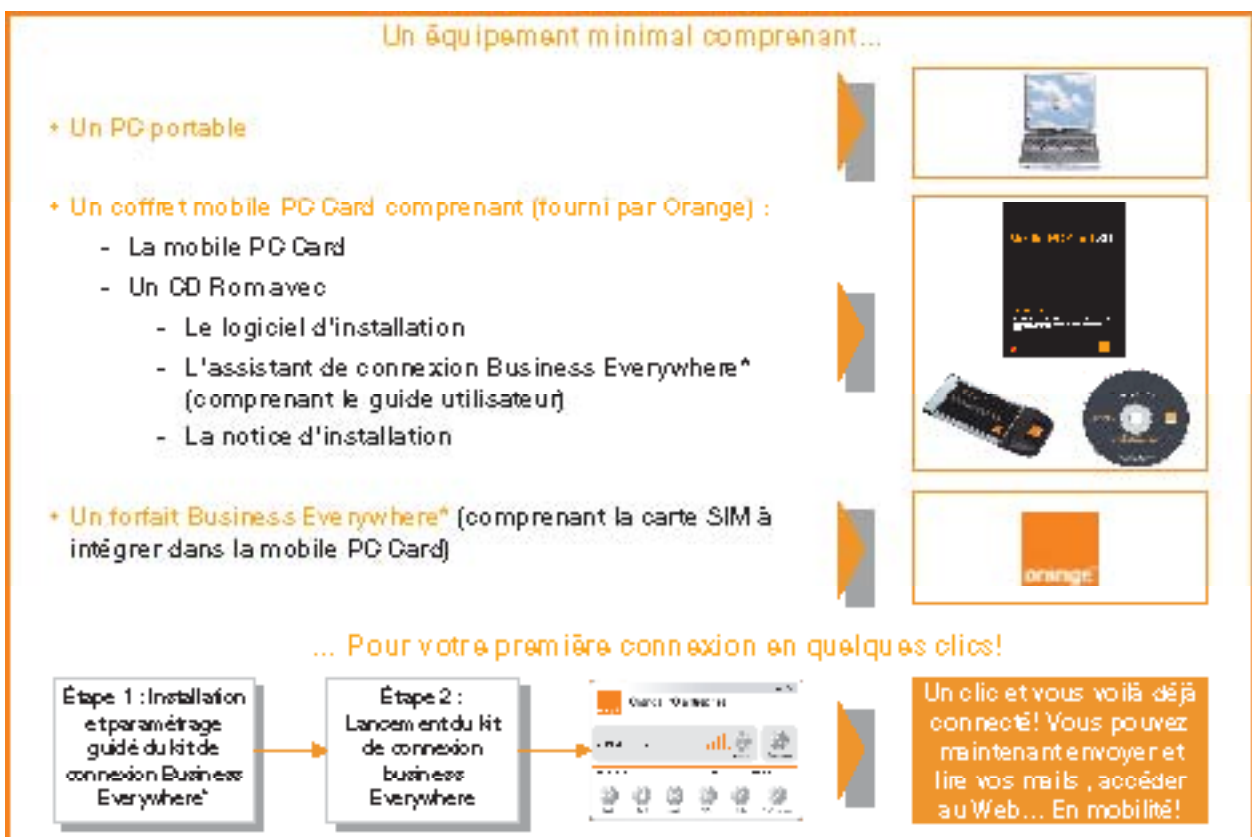 Un équipement minimal comprenant...
• Un PC portable
• Un coffret mobile PC Card comprenant (fourni par Orange) :
- La mobile PC Card
- Un CD Rom avec
- Le logiciel d'installation
- L'assistant de connexion Business Everywhere*
(comprenant le guide utilisateur)
- La notice d'installation
• Un forfait Business Everywhere* (comprenant la carte SIM à
intégrer dans la mobile PC Card)
orange™
... Pour votre première connexion en quelques clics!
Étape 1 : Installation
et paramétrage
guidé du kit de
connexion Business
Everywhere*
Étape 2 :
Lancement du kit
de connexion
business
Everywhere
Un clic et vous voilà déjà
connecté! Vous pouvez
maintenant envoyer et
lire vos mails , accéder
au Web... En mobilité!